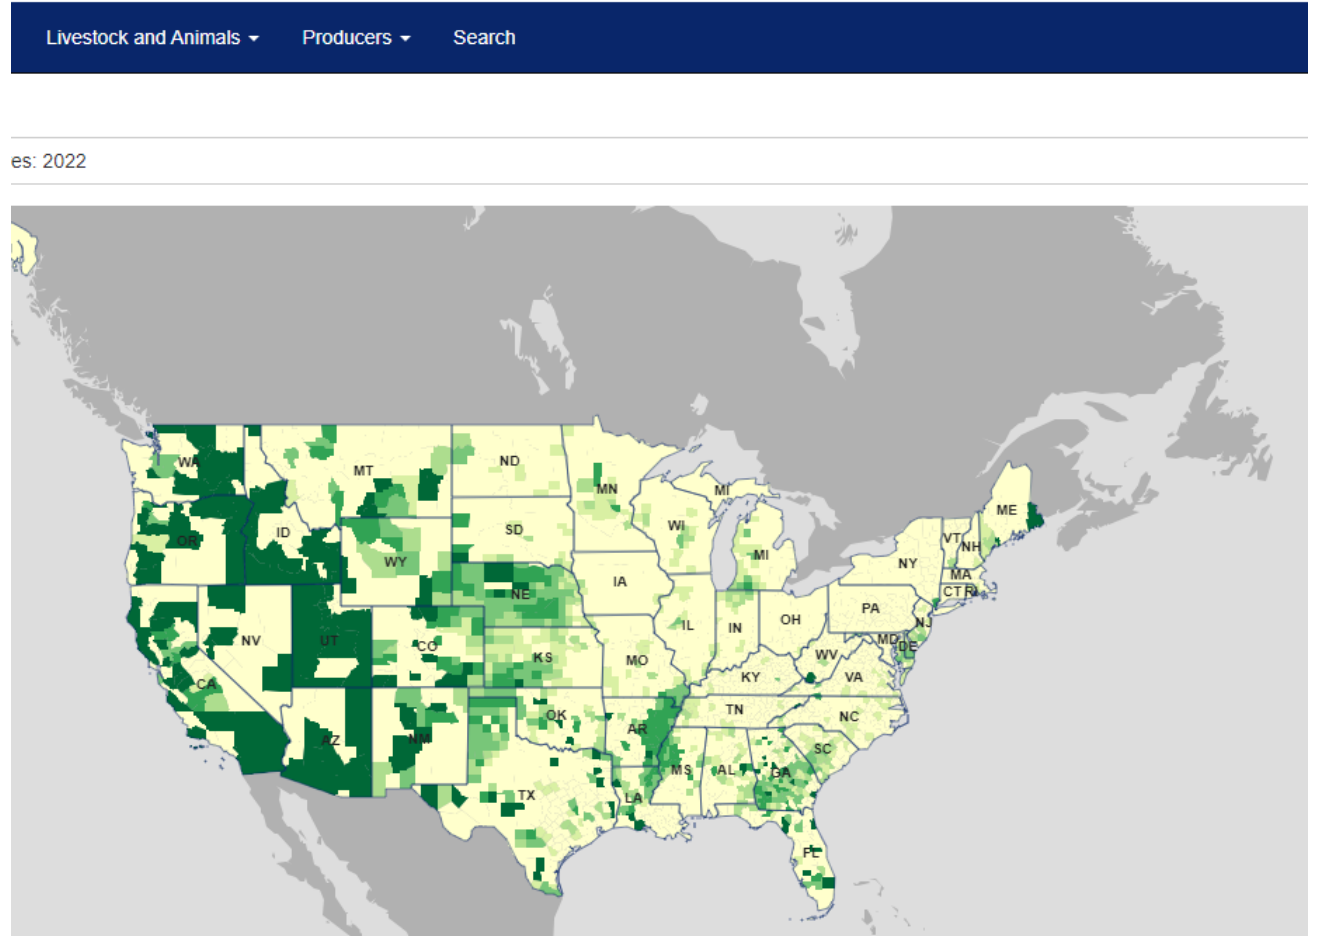 Livestock and Animals Producers Search
es: 2022
WA
MT
ND
MN
MI
ME
OR
ID
SD
WI
MI
VT
NH
NY
WY
NE
IA
MA
CT RI
PA
NJ
NV
UT
CO
IL
IN
OH
MD
DE
CA
KS
MO
WV
VA
KY
AZ
NM
OK
AR
TN
NC
SC
MS
AL
GA
TX
LA
FL